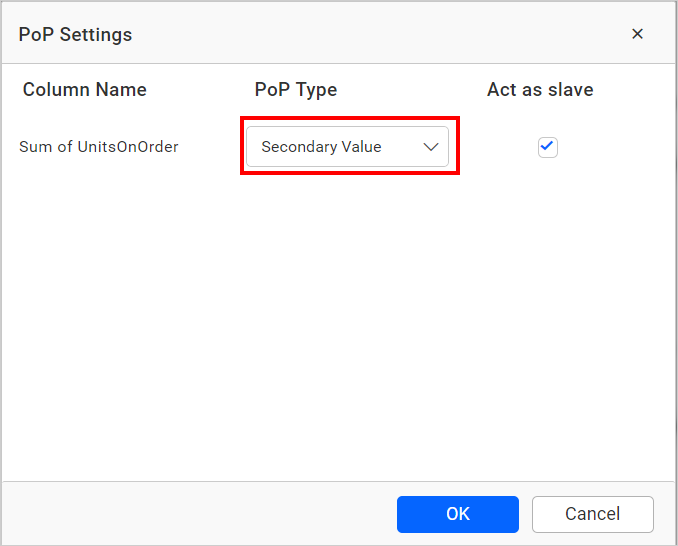 PoP Settings
Column Name PoP Type Act as slave
Sum of UnitsOnOrder Secondary Value
OK Cancel